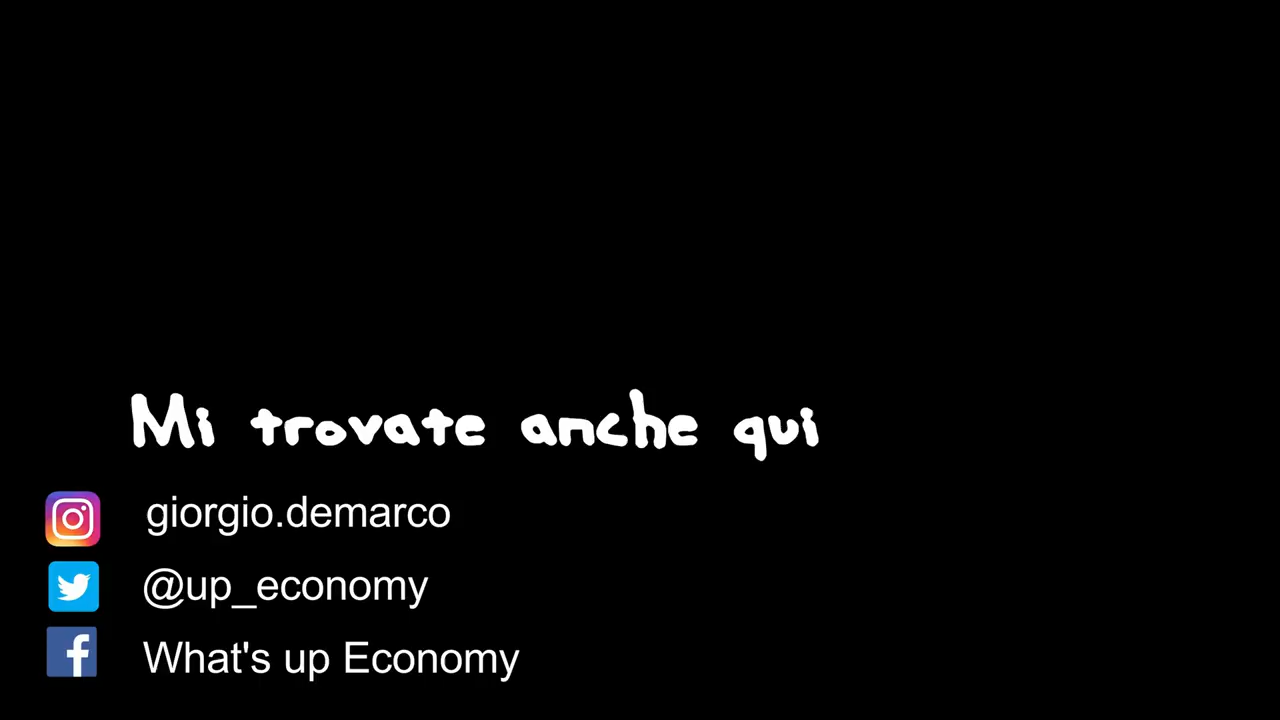 Mi trovate anche qui
giorgio.demarco
@up_economy
What's up Economy